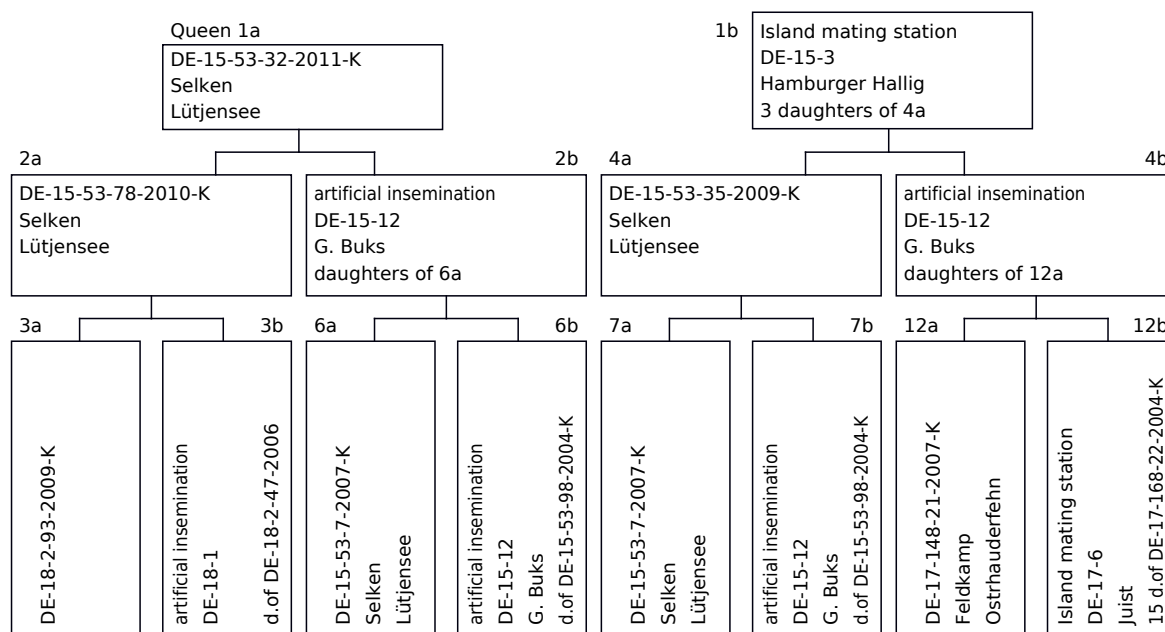 Queen 1a
DE-15-53-32-2011-K
Selken
Lütjensee
1b
Island mating station
DE-15-3
Hamburger Hallig
3 daughters of 4a
2a
DE-15-53-78-2010-K
Selken
Lütjensee
2b
artificial insemination
DE-15-12
G. Buks
daughters of 6a
4a
DE-15-53-35-2009-K
Selken
Lütjensee
4b
artificial insemination
DE-15-12
G. Buks
daughters of 12a
3a
DE-18-2-93-2009-K
3b
artificial insemination
DE-18-1
d.of DE-18-2-47-2006
6a
DE-15-53-7-2007-K
Selken
Lütjensee
6b
artificial insemination
DE-15-12
G. Buks
d.of DE-15-53-98-2004-K
7a
DE-15-53-7-2007-K
Selken
Lütjensee
7b
artificial insemination
DE-15-12
G. Buks
d.of DE-15-53-98-2004-K
12a
DE-17-148-21-2007-K
Feldkamp
Ostrhauderfehn
12b
Island mating station
DE-17-6
Juist
15 d.of DE-17-168-22-2004-K